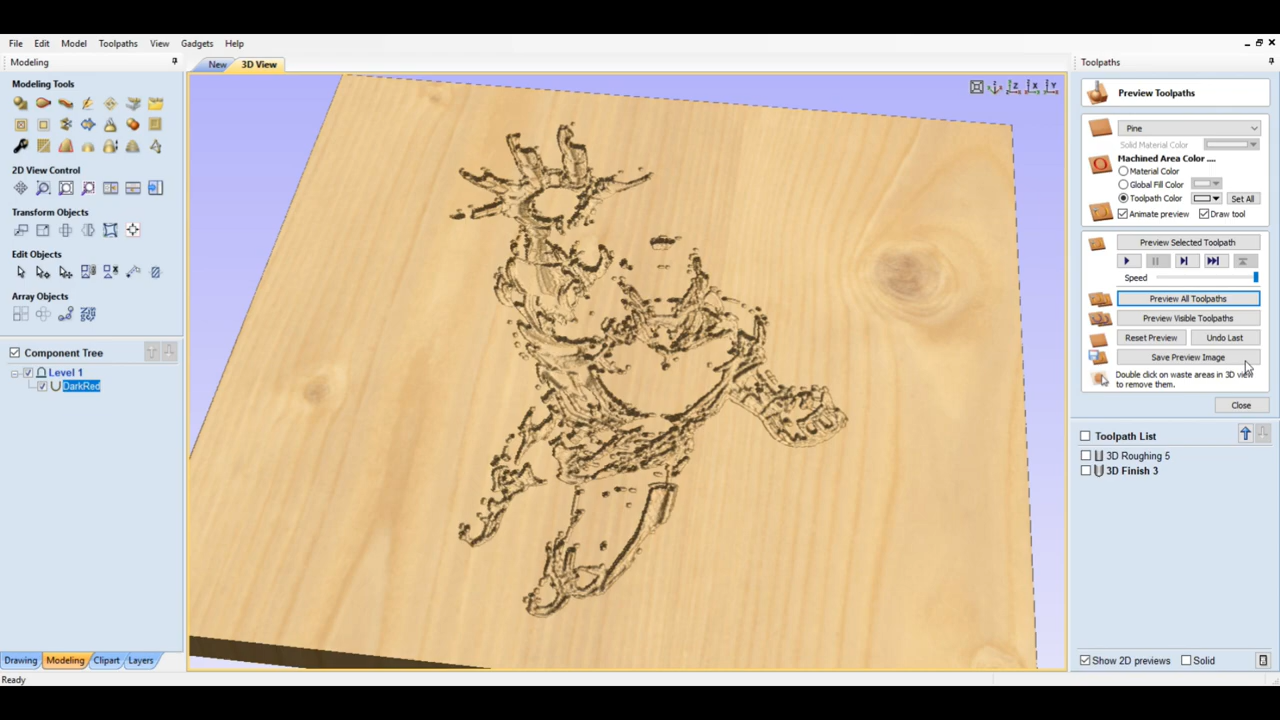 File Edit Model Toolpaths View Gadgets Help
Modeling
Modeling Tools
2D View Control
Transform Objects
Edit Objects
Array Objects
Component Tree
Level 1
DarkRed
Drawing Modeling Clipart Layers
Ready
New 3D View
Z X Y
Toolpaths
Preview Toolpaths
Pine
Solid Material Color
Machined Area Color ....
Material Color
Global Fill Color
Toolpath Color Set All
Animate preview Draw tool
Preview Selected Toolpath
Speed
Preview All Toolpaths
Preview Visible Toolpaths
Reset Preview Undo Last
Save Preview Image
Double click on waste areas in 3D view
to remove them.
Close
Toolpath List
3D Roughing 5
3D Finish 3
Show 2D previews Solid